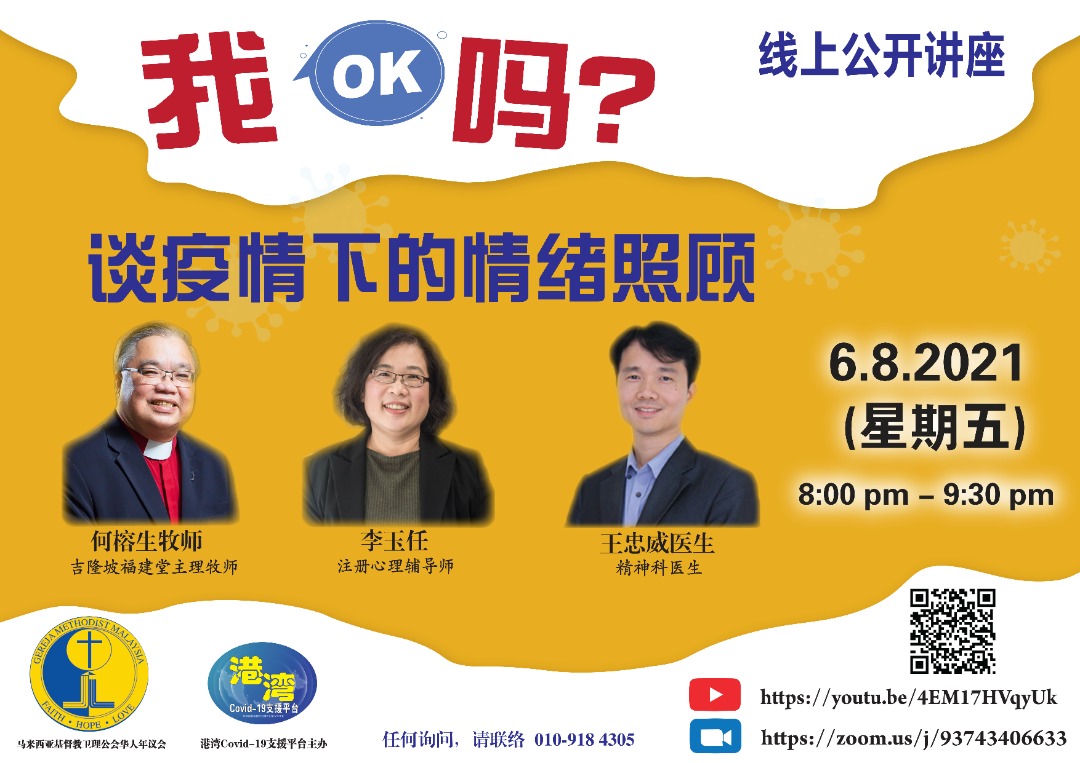 我OK吗?
线上公开讲座
谈疫情下的情绪照顾
何榕生牧师
吉隆坡福建堂主理牧师
李玉任
注册心理辅导师
王忠威医生
精神科医生
6.8.2021
(星期五)
8:00 pm – 9:30 pm
GEREJA METHODIST MALAYSIA
FAITH • HOPE • LOVE
马来西亚基督教卫理公会华人年议会
港湾
Covid-19支援平台
港湾Covid-19支援平台主办
任何询问，请联络 010-918 4305
https://youtu.be/4EM17HVqyUk
https://zoom.us/j/93743406633